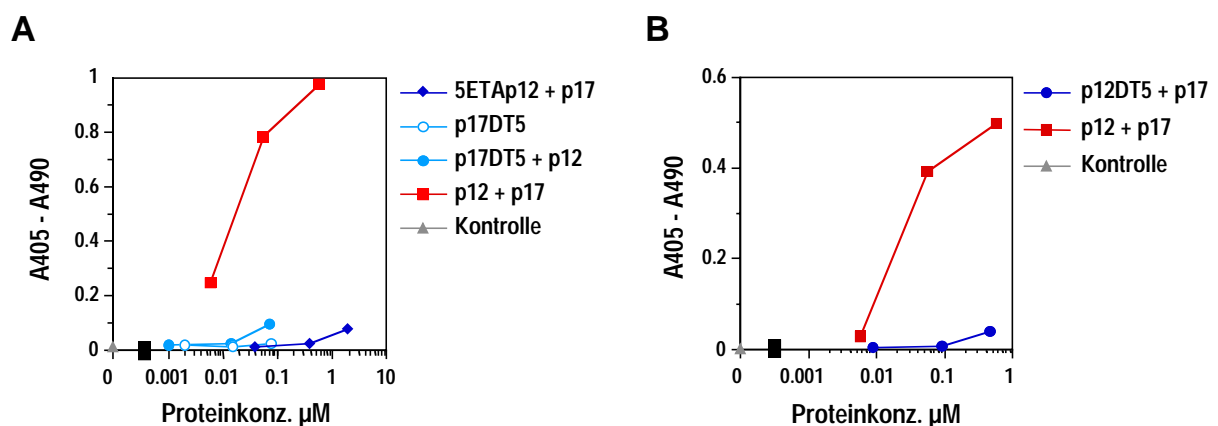 A
1
0.8
0.6
0.4
0.2
0
A405 - A490
0 0.001 0.01 0.1 1 10
Proteinkonz. µM
5ETAp12 + p17
p17DT5
p17DT5 + p12
p12 + p17
Kontrolle
B
0.6
0.4
0.2
0
A405 - A490
0 0.001 0.01 0.1 1
Proteinkonz. µM
p12DT5 + p17
p12 + p17
Kontrolle